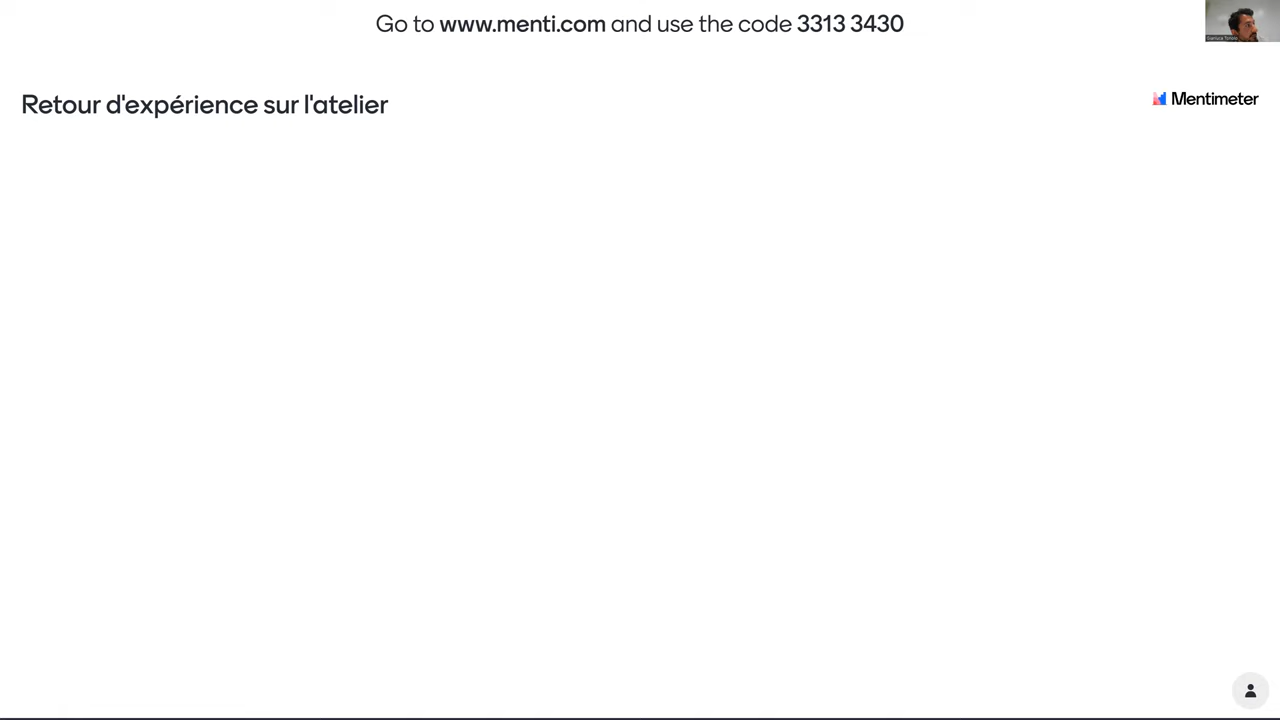 Go to www.menti.com and use the code 3313 3430
Retour d'expérience sur l'atelier
Mentimeter